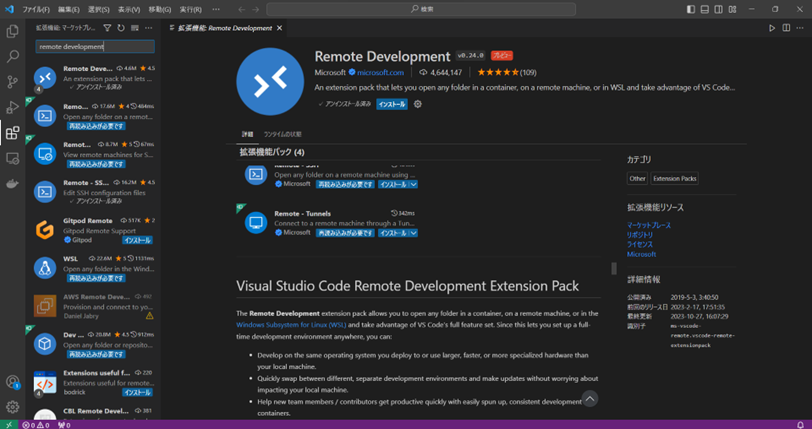 ファイル(F) 編集(E) 選択(S) 表示(V) 移動(G) 実行(R) …
検索
拡張機能: マーケットプレ...
remote development
Remote Deve... 4.6M 4.5
An extension pack that lets ...
アンインストール済み
4
Remo... 17.6M 4 484ms
Open any folder on a remot...
再読み込みが必要です
Remot... 8.7M 5 67ms
View remote machines for S...
再読み込みが必要です
Remote - SS... 16.2M 4.5
Edit SSH configuration files
アンインストール済み
Gitpod Remote 517K 2
Gitpod Remote Support
Gitpod インストール
WSL 22.6M 5 1131ms
Open any folder in the Wind...
再読み込みが必要です
AWS Remote Deve...
Provision and connect to yo...
Daniel Jabry
Dev ... 20.8M 4.5 912ms
Open any folder or reposito...
再読み込みが必要です
Extensions useful f... 220
Extensions useful for remote...
bodrick インストール
4
CBL Remote Devel... 381
拡張機能: Remote Development
Remote Development v0.24.0 プレビュー
Microsoft microsoft.com 4,644,147 (109)
An extension pack that lets you open any folder in a container, on a remote machine, or in WSL and take advantage of VS Code...
アンインストール済み インストール
詳細 ランタイムの状態
拡張機能パック (4)
Remote - SSH
Open any folder on a remote machine using ...
Microsoft 再読み込みが必要です インストール
Remote - Tunnels 342ms
Connect to a remote machine through a Tun...
Microsoft 再読み込みが必要です インストール
Visual Studio Code Remote Development Extension Pack
The Remote Development extension pack allows you to open any folder in a container, on a remote machine, or in the
Windows Subsystem for Linux (WSL) and take advantage of VS Code's full feature set. Since this lets you set up a full-
time development environment anywhere, you can:
• Develop on the same operating system you deploy to or use larger, faster, or more specialized hardware than
your local machine.
• Quickly swap between different, separate development environments and make updates without worrying about
impacting your local machine.
• Help new team members / contributors get productive quickly with easily spun up, consistent development
containers.
カテゴリ
Other Extension Packs
拡張機能リソース
マーケットプレース
リポジトリ
ライセンス
Microsoft
詳細情報
公開済み 2019-5-3, 3:40:50
前回のリリース日 2023-2-17, 17:51:35
最終更新 2023-10-27, 16:07:29
識別子 ms-vscode-
remote.vscode-remote-
extensionpack
1
0 0 0